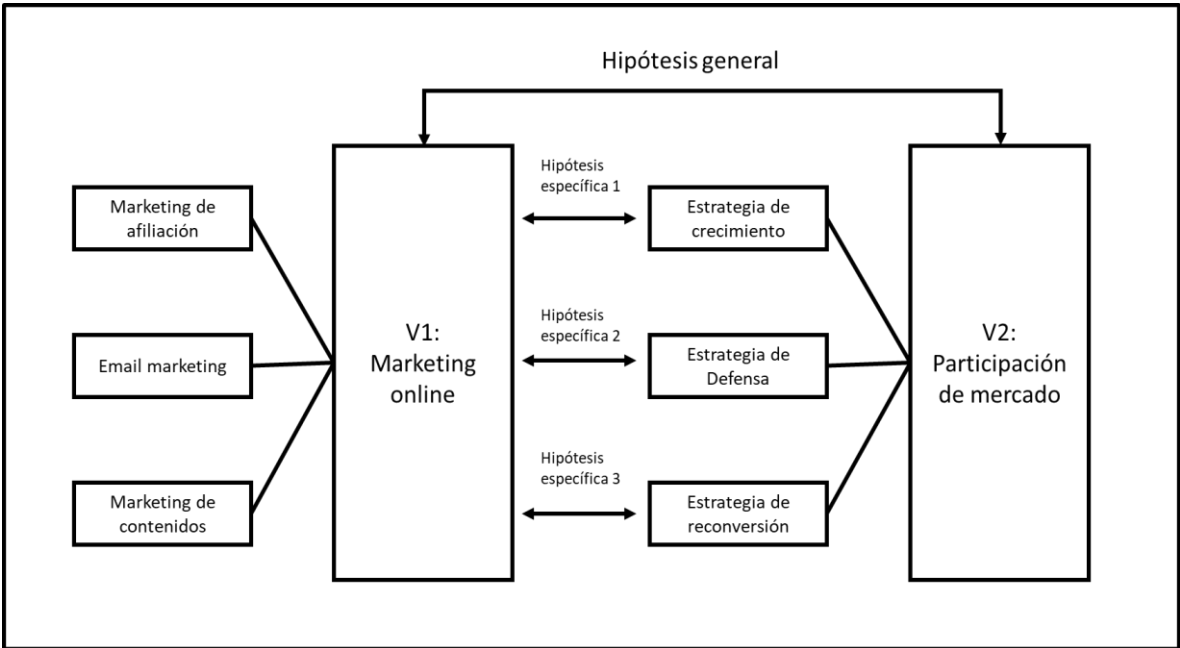 Hipótesis general
Marketing de
afiliación
Email marketing
Marketing de
contenidos
V1:
Marketing
online
Hipótesis
específica 1
Hipótesis
específica 2
Hipótesis
específica 3
Estrategia de
crecimiento
Estrategia de
Defensa
Estrategia de
reconversión
V2:
Participación
de mercado